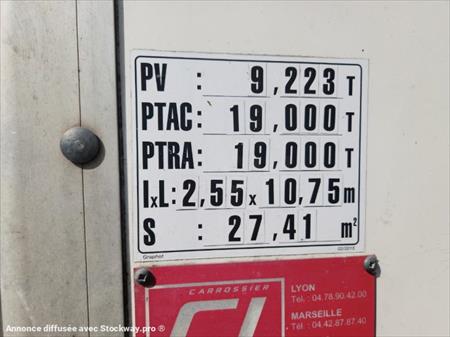 PV : 9,223 T
PTAC: 19,000 T
PTRA: 19,000 T
IxL: 2,55 x 10,75 m
S : 27,41 m²
Graphof
CARROSSIER
LYON
Tél. : 04.78.90.42.00
MARSEILLE
Tél. : 04.42.87.87.40
Annonce diffusée avec Stockway.pro ®